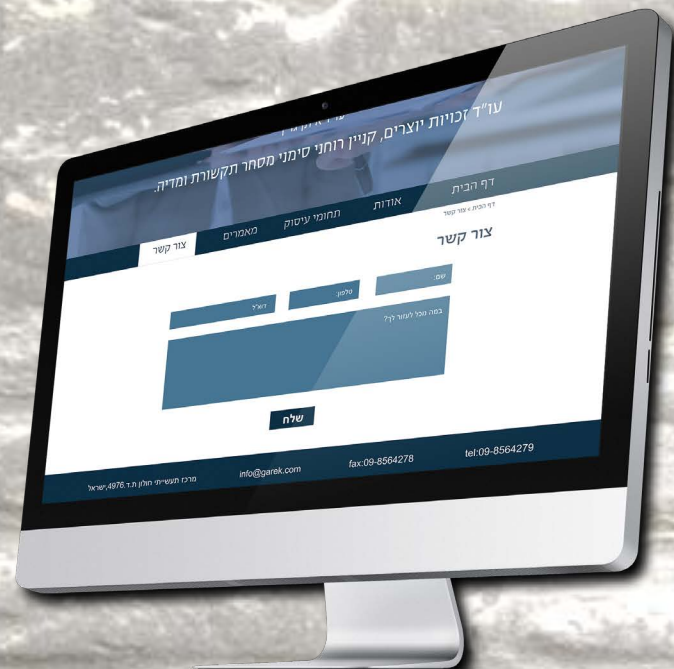 עו"ד זכויות יוצרים, קניין רוחני סימני מסחר תקשורת ומדיה.
דף הבית אודות תחומי עיסוק מאמרים צור קשר
דף הבית » צור קשר
צור קשר
שם: טלפון: דוא"ל
במה נוכל לעזור לך?
שלח
tel:09-8564279 fax:09-8564278 info@garek.com מרכז תעשייתי חולון ת.ד.4976,ישראל